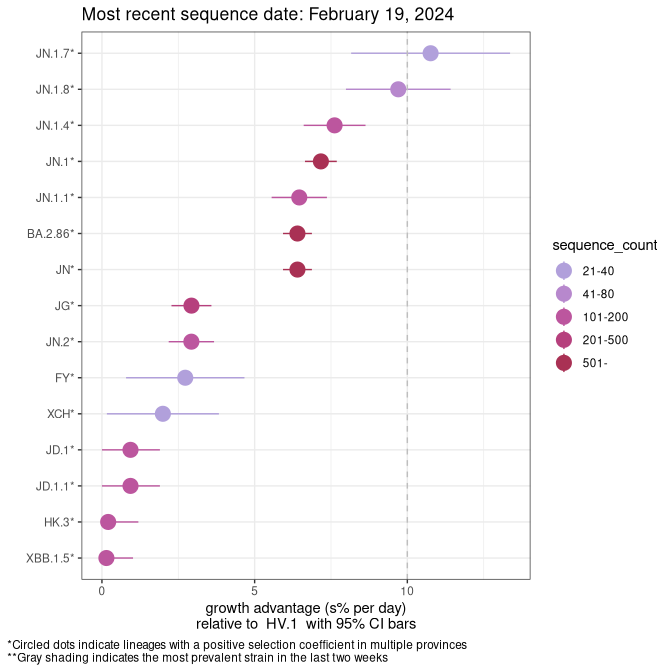 Most recent sequence date: February 19, 2024
JN.1.7*
JN.1.8*
JN.1.4*
JN.1*
JN.1.1*
BA.2.86*
JN*
JG*
JN.2*
FY*
XCH*
JD.1*
JD.1.1*
HK.3*
XBB.1.5*
0
5
10
growth advantage (s% per day)
relative to HV.1 with 95% CI bars
sequence_count
21-40
41-80
101-200
201-500
501-
*Circled dots indicate lineages with a positive selection coefficient in multiple provinces
**Gray shading indicates the most prevalent strain in the last two weeks